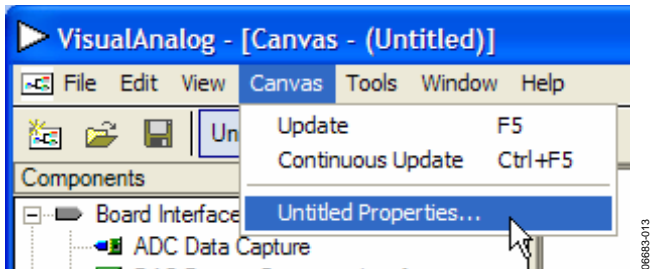 VisualAnalog - [Canvas - (Untitled)]
File Edit View Canvas Tools Window Help
Un
Update F5
Continuous Update Ctrl+F5
Untitled Properties...
Components
Board Interface
ADC Data Capture
06683-013